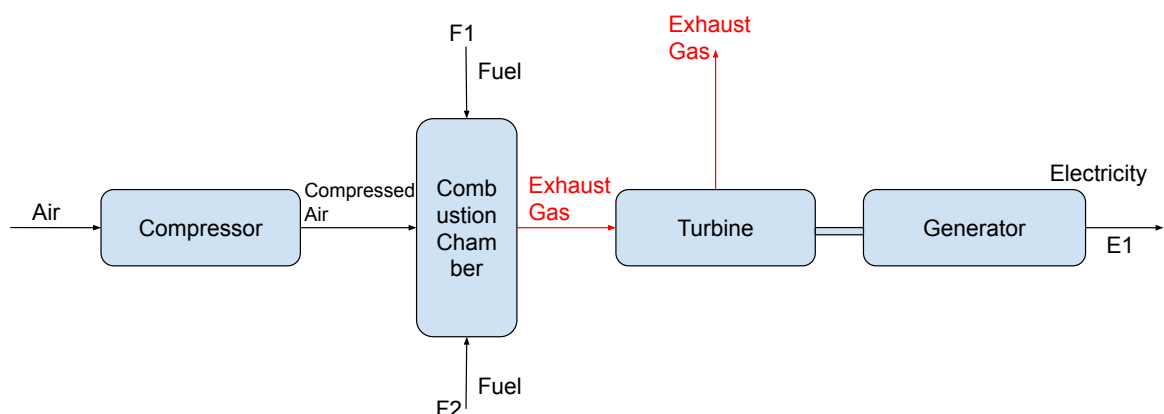 F1
Fuel
Exhaust
Gas
Air
Compressor
Compressed
Air
Comb
ustion
Cham
ber
Exhaust
Gas
Turbine
Generator
Electricity
E1
Fuel
F2